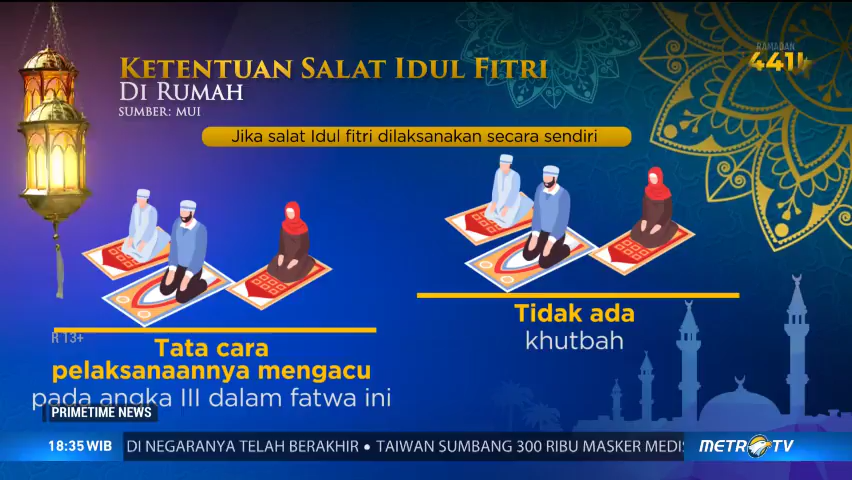 KETENTUAN SALAT IDUL FITRI
DI RUMAH
SUMBER: MUI
RAMADAN
Jika salat Idul fitri dilaksanakan secara sendiri
Tata cara
pelaksanaannya mengacu
pada angka III dalam fatwa ini
Tidak ada
khutbah
R 13+
PRIMETIME NEWS
18:35 WIB
DI NEGARANYA TELAH BERAKHIR • TAIWAN SUMBANG 300 RIBU MASKER MEDIS
METRO TV